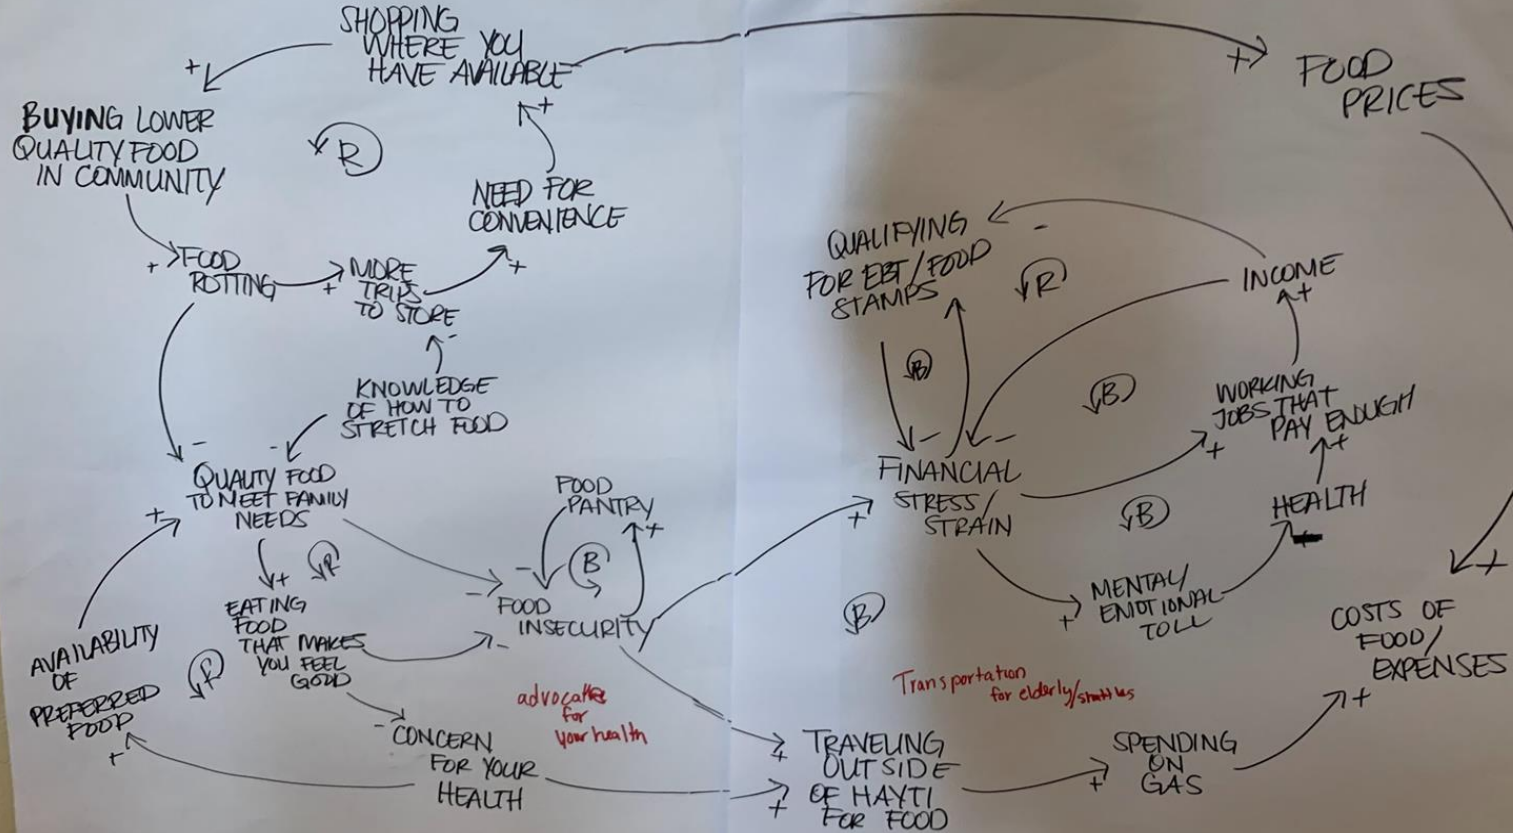 SHOPPING
WHERE YOU
HAVE AVAILABLE
+
+
FOOD
PRICES
BUYING LOWER
QUALITY FOOD
IN COMMUNITY
R
+
NEED FOR
CONVENIENCE
+
FOOD
ROTTING
+
+
MORE
TRIPS
TO STORE
-
KNOWLEDGE
OF HOW TO
STRETCH FOOD
-
-
QUALITY FOOD
TO MEET FAMILY
NEEDS
+
+
R
EATING
FOOD
THAT MAKES
YOU FEEL
GOOD
FOOD
PANTRY
+
-
B
-
FOOD
INSECURITY
-
AVAILABILITY
OF
PREFERRED
FOOD
+
R
-
CONCERN
FOR YOUR
HEALTH
advocate
for
your health
QUALIFYING
FOR EBT/FOOD
STAMPS
-
R
INCOME
+
B
B
-
-
WORKING
JOBS THAT
PAY ENOUGH
+
+
FINANCIAL
STRESS/
STRAIN
+
B
HEALTH
MENTAL/
EMOTIONAL
TOLL
+
B
+
COSTS OF
FOOD/
EXPENSES
+
Transportation
for elderly/shuttles
TRAVELING
OUTSIDE
OF HAYTI
FOR FOOD
+
+
SPENDING
ON
GAS
+